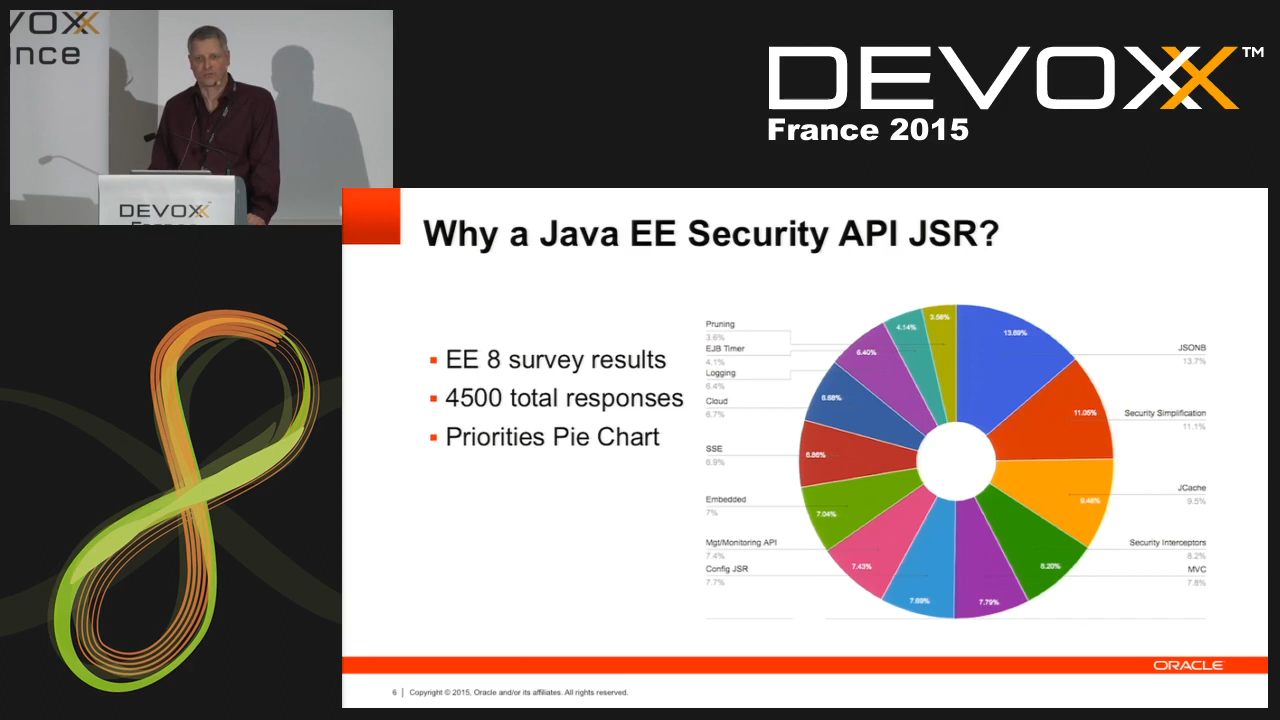 VOXX
ance
DEVOXX
France
DEVOXX™
France 2015
Why a Java EE Security API JSR?
▪ EE 8 survey results
▪ 4500 total responses
▪ Priorities Pie Chart
Pruning
3.6%
EJB Timer
4.1%
Logging
6.4%
Cloud
6.7%
SSE
6.9%
Embedded
7%
Mgt/Monitoring API
7.4%
Config JSR
7.7%
3.56%
4.14%
6.40%
6.68%
6.86%
7.04%
7.43%
7.69%
7.79%
8.20%
9.46%
11.05%
13.69%
JSONB
13.7%
Security Simplification
11.1%
JCache
9.5%
Security Interceptors
8.2%
MVC
7.8%
ORACLE
6 | Copyright © 2015, Oracle and/or its affiliates. All rights reserved.